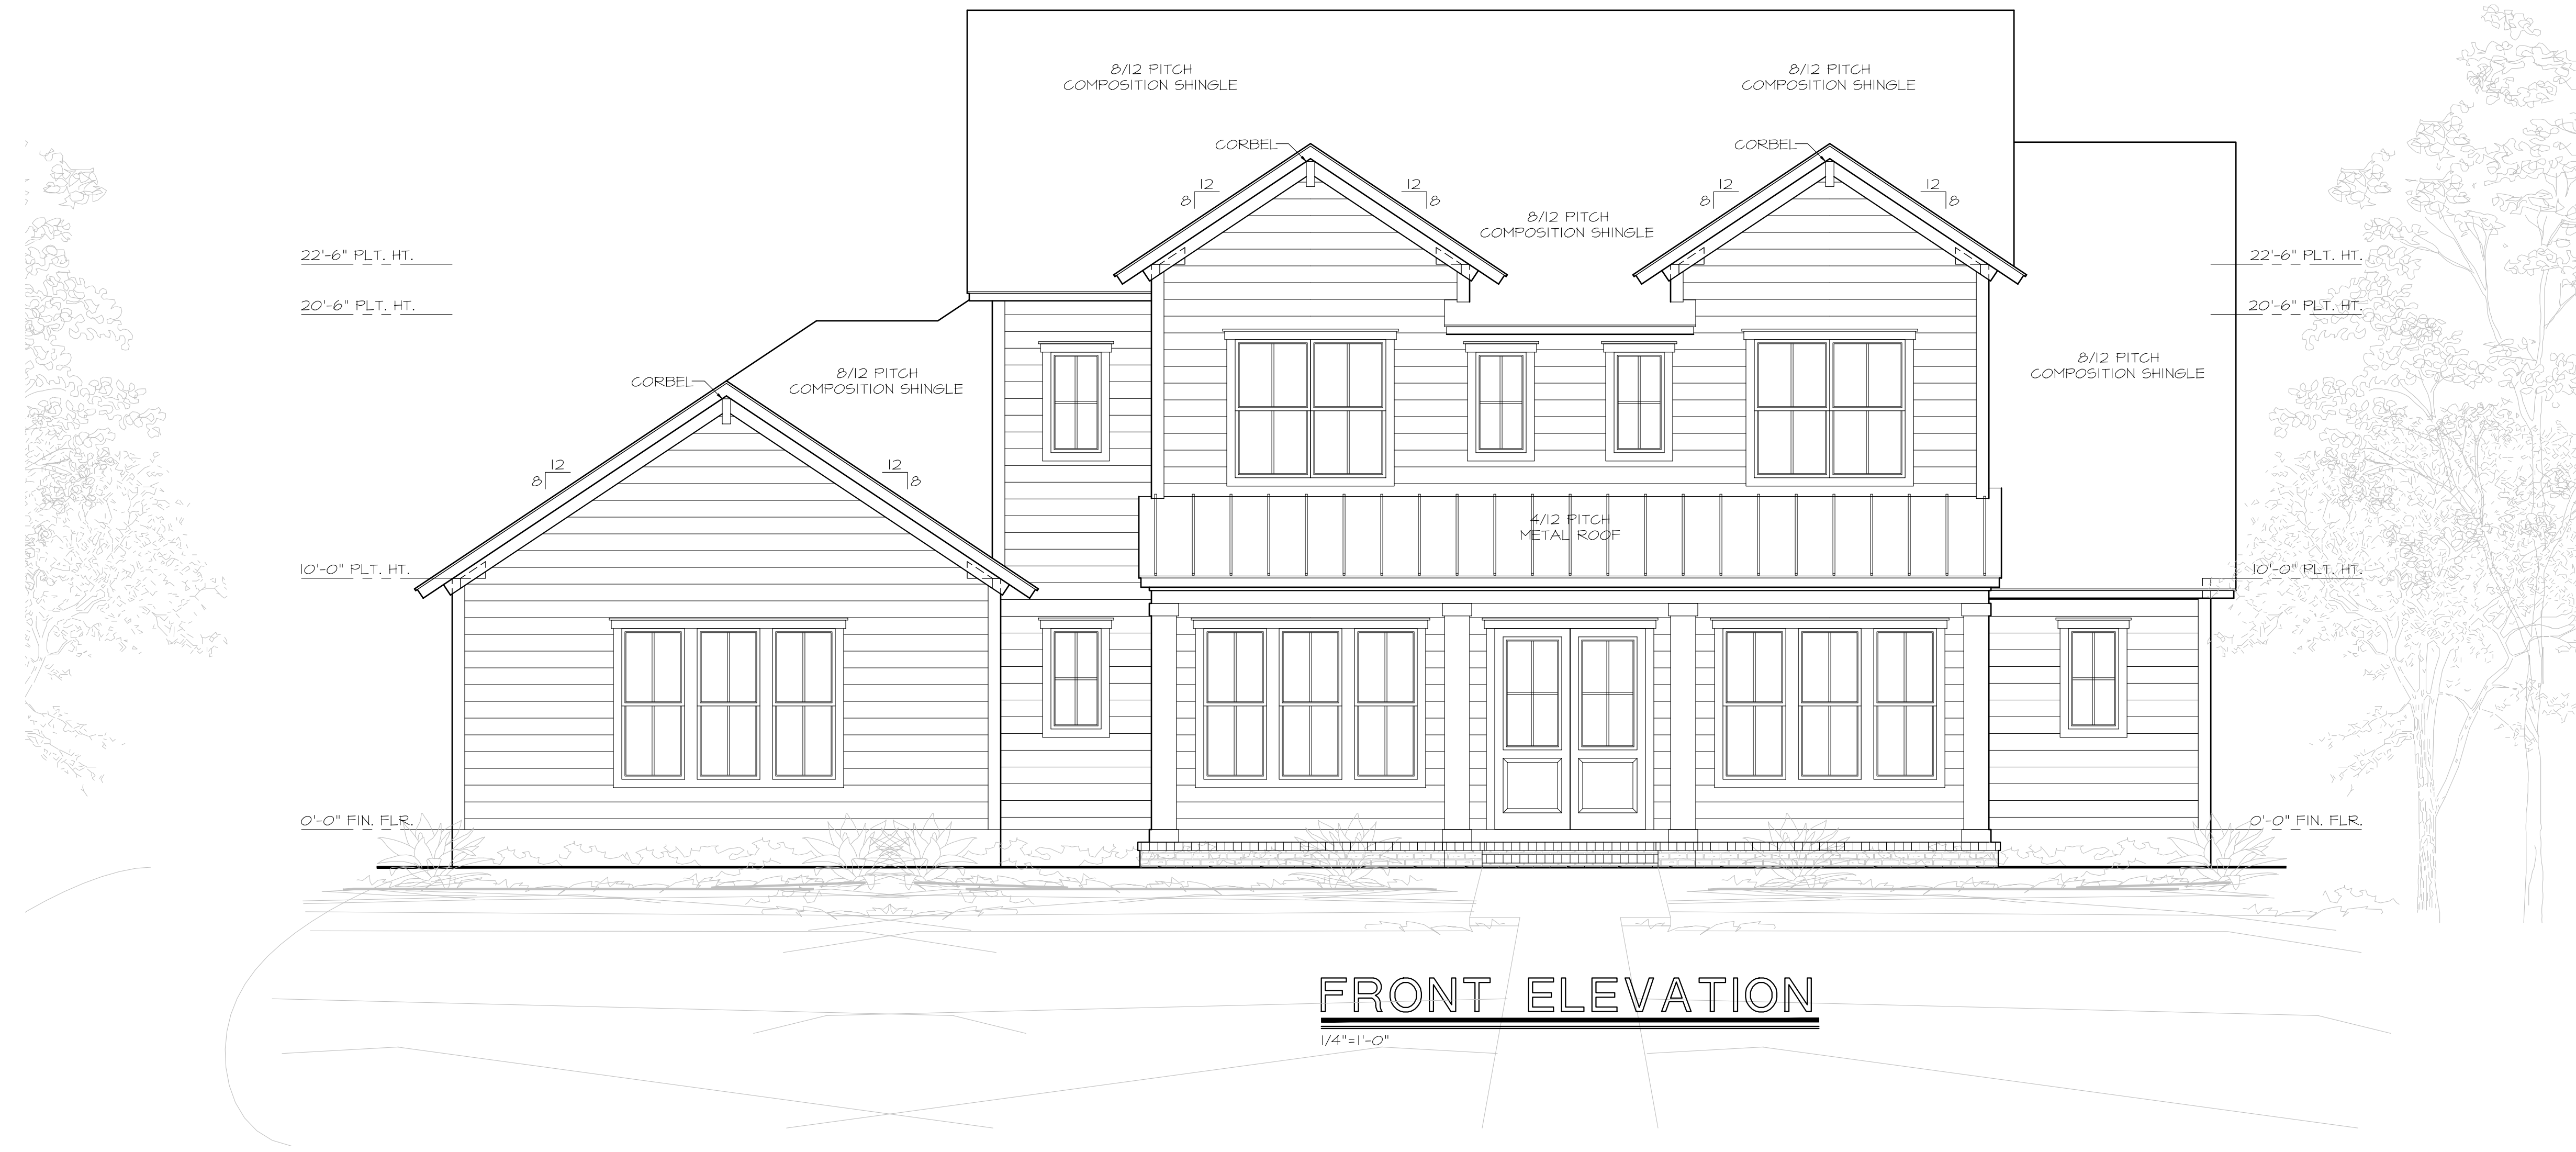 8/12 PITCH
COMPOSITION SHINGLE
8/12 PITCH
COMPOSITION SHINGLE
CORBEL
CORBEL
12
8
12
8
12
8
12
8
8/12 PITCH
COMPOSITION SHINGLE
22'-6" PLT. HT.
22'-6" PLT. HT.
20'-6" PLT. HT.
20'-6" PLT. HT.
8/12 PITCH
COMPOSITION SHINGLE
8/12 PITCH
COMPOSITION SHINGLE
CORBEL
12
8
12
8
4/12 PITCH
METAL ROOF
10'-0" PLT. HT.
10'-0" PLT. HT.
0'-0" FIN. FLR.
0'-0" FIN. FLR.
FRONT ELEVATION
1/4"=1'-0"